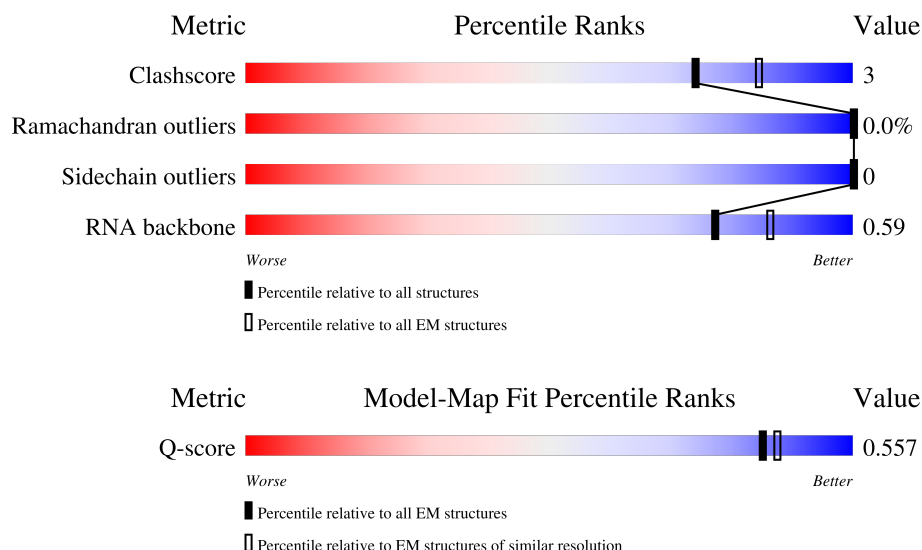 Metric Percentile Ranks Value
Clashscore 3
Ramachandran outliers 0.0%
Sidechain outliers 0
RNA backbone 0.59
Worse Better
Percentile relative to all structures
Percentile relative to all EM structures
Metric Model-Map Fit Percentile Ranks Value
Q-score 0.557
Worse Better
Percentile relative to all EM structures
Percentile relative to EM structures of similar resolution